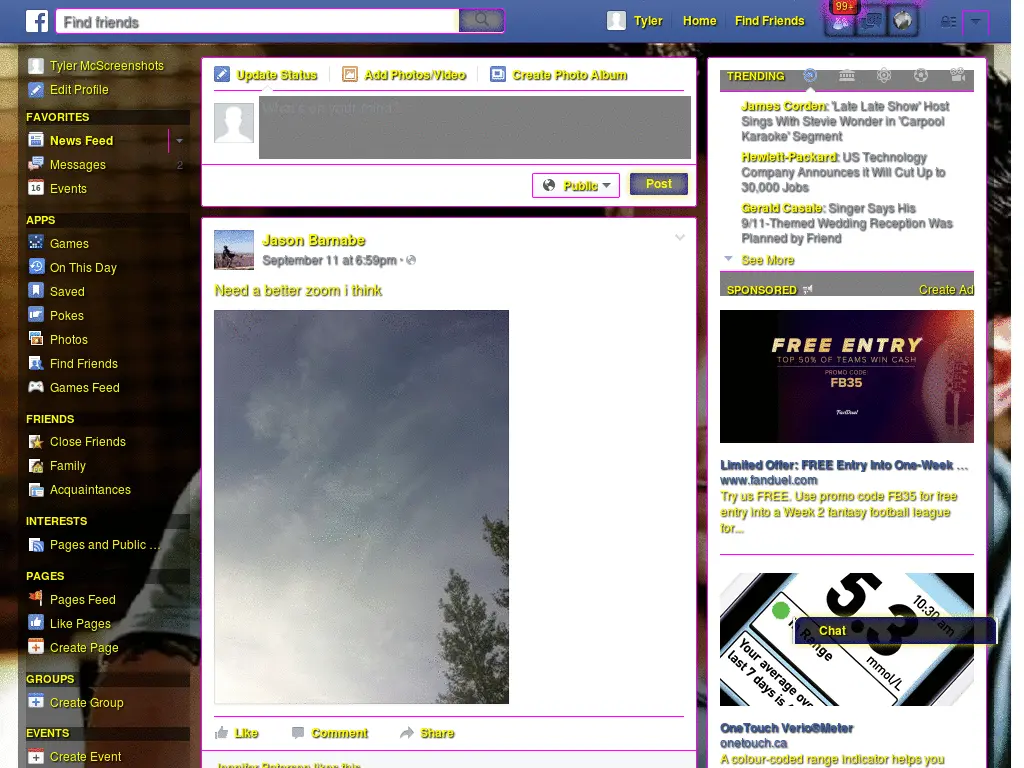 f
Find friends
Tyler
Home
Find Friends
99+
Tyler McScreenshots
Edit Profile
FAVORITES
News Feed
Messages
2
16
Events
APPS
Games
On This Day
Saved
Pokes
Photos
Find Friends
Games Feed
FRIENDS
Close Friends
Family
Acquaintances
INTERESTS
Pages and Public ...
PAGES
Pages Feed
Like Pages
Create Page
GROUPS
Create Group
EVENTS
Create Event
Update Status
Add Photos/Video
Create Photo Album
What's on your mind?
Public
Post
Jason Barnabe
September 11 at 6:59pm ·
Need a better zoom i think
Like
Comment
Share
Jennifer Peterson likes this.
TRENDING
James Corden: 'Late Late Show' Host
Sings With Stevie Wonder in 'Carpool
Karaoke' Segment
Hewlett-Packard: US Technology
Company Announces it Will Cut Up to
30,000 Jobs
Gerald Casale: Singer Says His
9/11-Themed Wedding Reception Was
Planned by Friend
See More
SPONSORED
Create Ad
FREE ENTRY
TOP 50% OF TEAMS WIN CASH
PROMO CODE:
FB35
FanDuel
Limited Offer: FREE Entry Into One-Week ...
www.fanduel.com
Try us FREE. Use promo code FB35 for free
entry into a Week 2 fantasy football league
for...
5.3
10:30 am
mmol/L
Range
Your average over
last 7 days is
Chat
OneTouch Verio®Meter
onetouch.ca
A colour-coded range indicator helps you